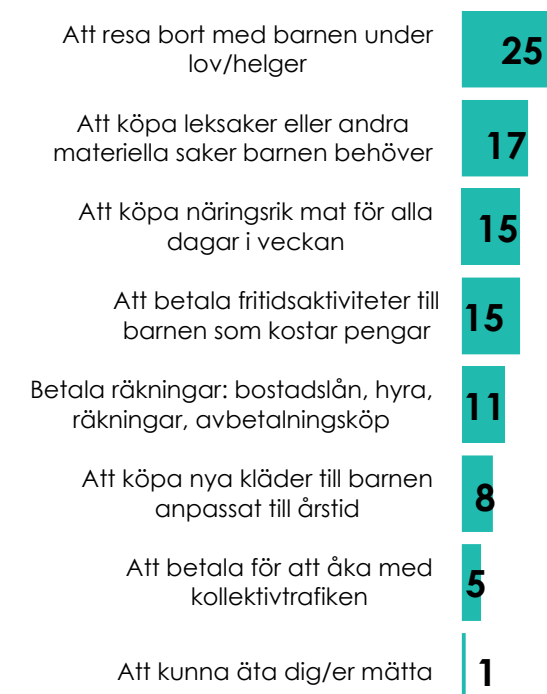 Att resa bort med barnen under
lov/helger
25
Att köpa leksaker eller andra
materiella saker barnen behöver
17
Att köpa näringsrik mat för alla
dagar i veckan
15
Att betala fritidsaktiviteter till
barnen som kostar pengar
15
Betala räkningar: bostadslån, hyra,
räkningar, avbetalningsköp
11
Att köpa nya kläder till barnen
anpassat till årstid
8
Att betala för att åka med
kollektivtrafiken
5
Att kunna äta dig/er mätta
1